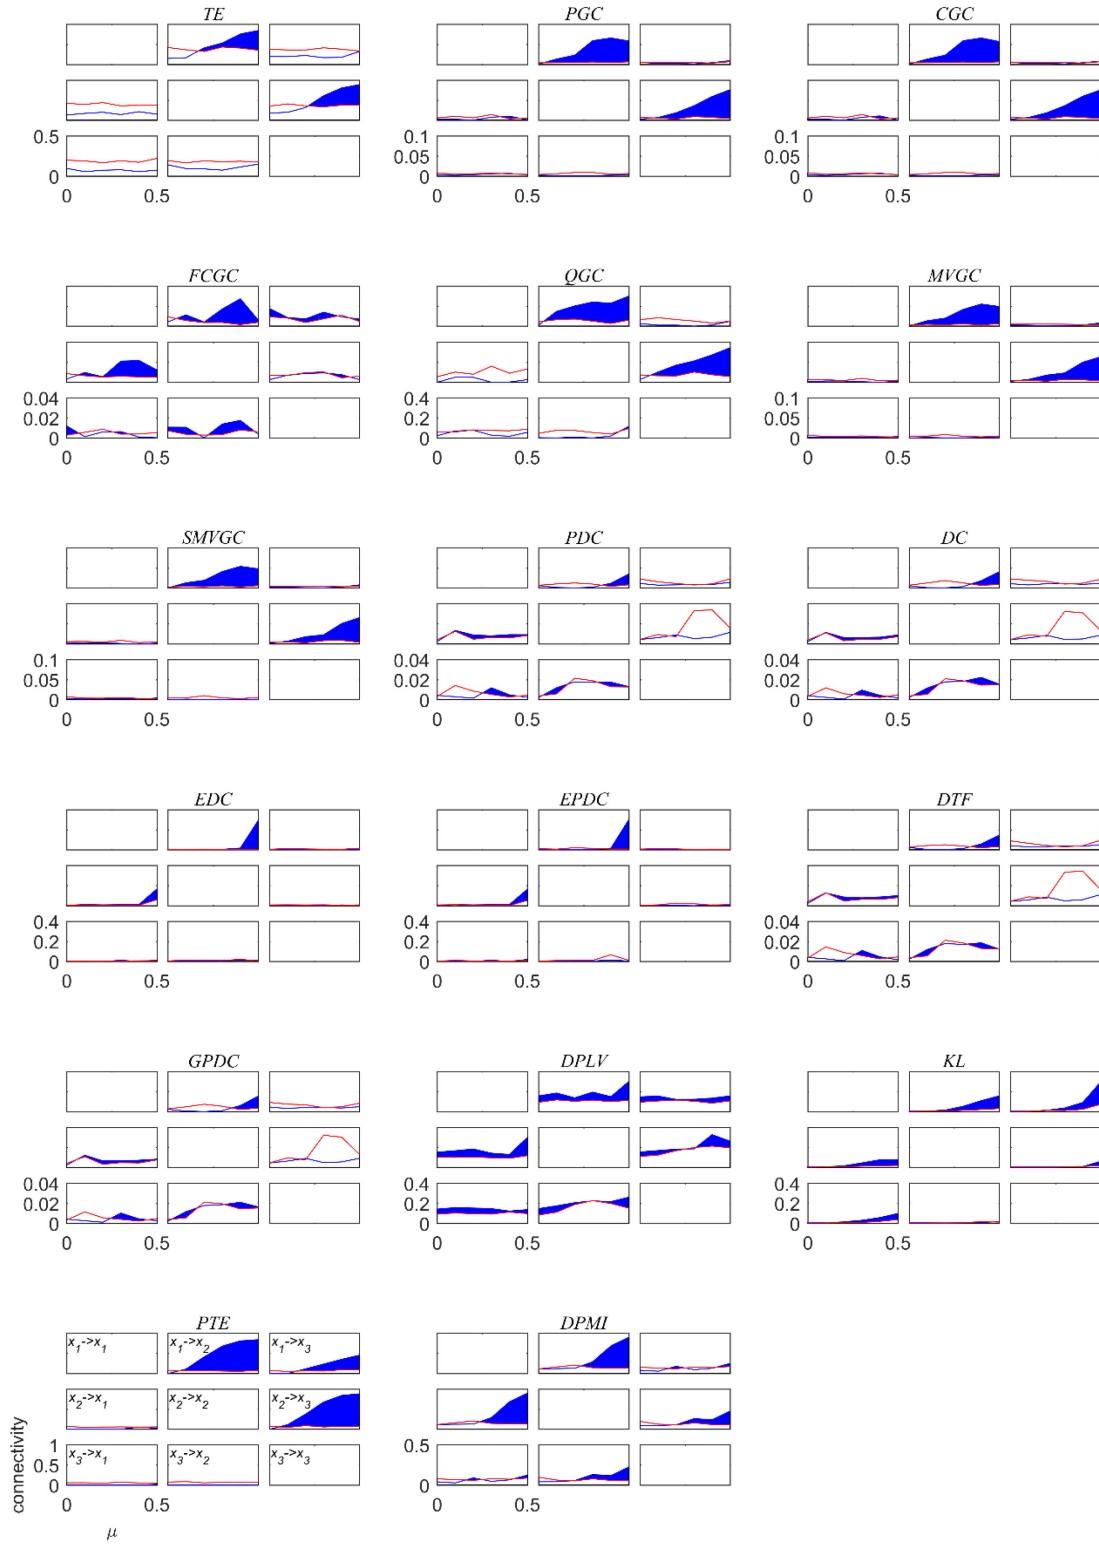 TE PGC CGC
0.5 0.1 0.1
0.05 0.05
0 0 0
0 0.5 0 0.5 0 0.5
FCGC QGC MVGC
0.04 0.4 0.1
0.02 0.2 0.05
0 0 0
0 0.5 0 0.5 0 0.5
SMVGC PDC DC
0.1 0.04 0.04
0.05 0.02 0.02
0 0 0
0 0.5 0 0.5 0 0.5
EDC EPDC DTF
0.4 0.4 0.04
0.2 0.2 0.02
0 0 0
0 0.5 0 0.5 0 0.5
GPDC DPLV KL
0.04 0.4 0.4
0.02 0.2 0.2
0 0 0
0 0.5 0 0.5 0 0.5
PTE DPMI
x₁->x₁ x₁->x₂ x₁->x₃
x₂->x₁ x₂->x₂ x₂->x₃
x₃->x₁ x₃->x₂ x₃->x₃
connectivity
1 0.5
0.5
0 0
0 0.5 0 0.5
μ